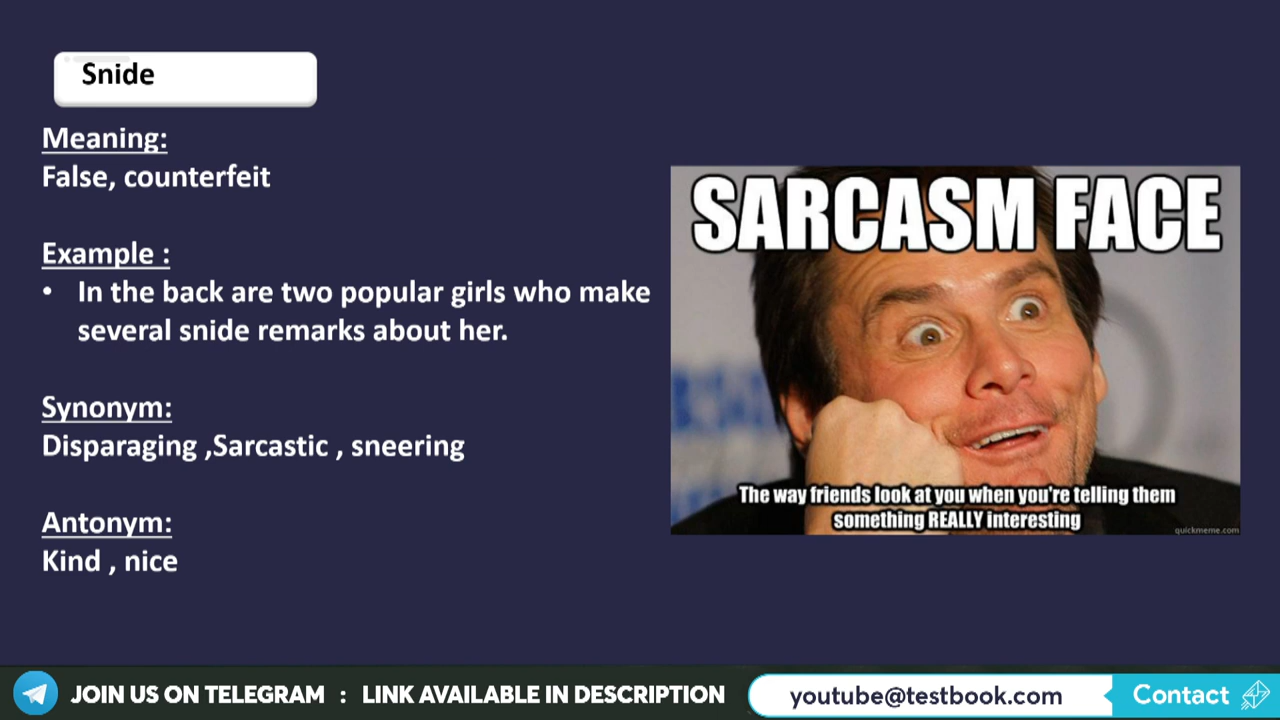 Snide
Meaning:
False, counterfeit
Example :
• In the back are two popular girls who make
several snide remarks about her.
Synonym:
Disparaging ,Sarcastic , sneering
Antonym:
Kind , nice
SARCASM FACE
The way friends look at you when you're telling them
something REALLY interesting
quickmeme.com
JOIN US ON TELEGRAM : LINK AVAILABLE IN DESCRIPTION
youtube@testbook.com
Contact